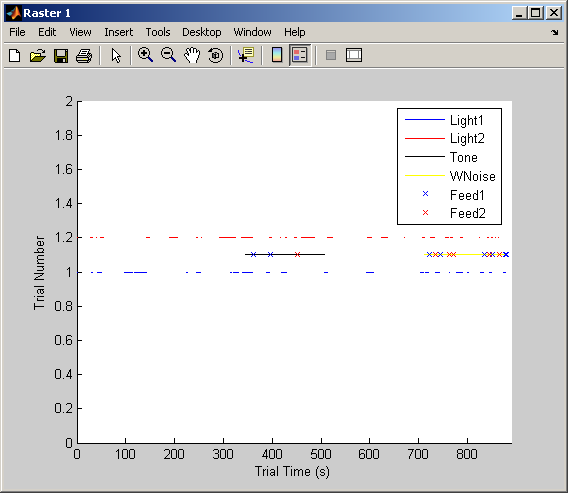 Raster 1
File Edit View Insert Tools Desktop Window Help
2
1.8
1.6
1.4
1.2
1
0.8
0.6
0.4
0.2
0
Trial Number
Light1
Light2
Tone
WNoise
Feed1
Feed2
0 100 200 300 400 500 600 700 800
Trial Time (s)